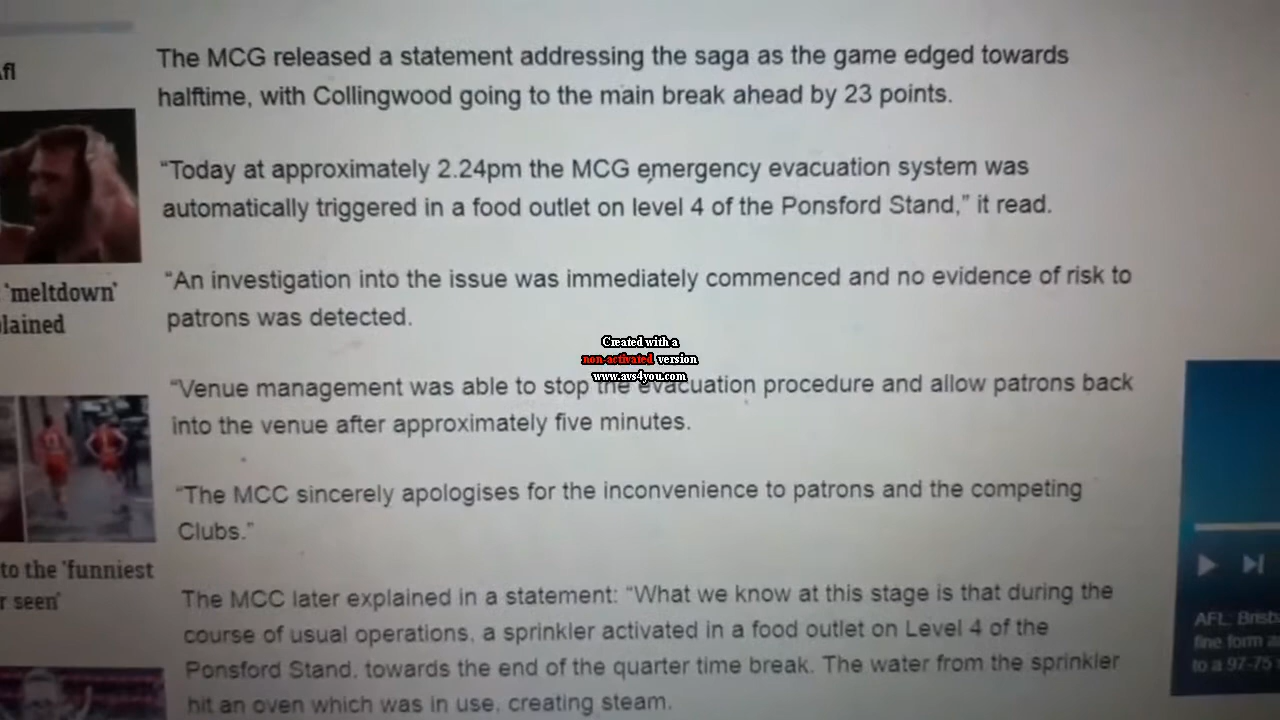 The MCG released a statement addressing the saga as the game edged towards
halftime, with Collingwood going to the main break ahead by 23 points.
"Today at approximately 2.24pm the MCG emergency evacuation system was
automatically triggered in a food outlet on level 4 of the Ponsford Stand," it read.
"An investigation into the issue was immediately commenced and no evidence of risk to
patrons was detected.
"Venue management was able to stop the evacuation procedure and allow patrons back
into the venue after approximately five minutes.
"The MCC sincerely apologises for the inconvenience to patrons and the competing
Clubs."
The MCC later explained in a statement: "What we know at this stage is that during the
course of usual operations, a sprinkler activated in a food outlet on Level 4 of the
Ponsford Stand, towards the end of the quarter time break. The water from the sprinkler
hit an oven which was in use, creating steam.
'meltdown'
to the 'funniest
seen'
Created with a
non-activated version
www.avs4you.com
AFL:
fine form
to a 97-75